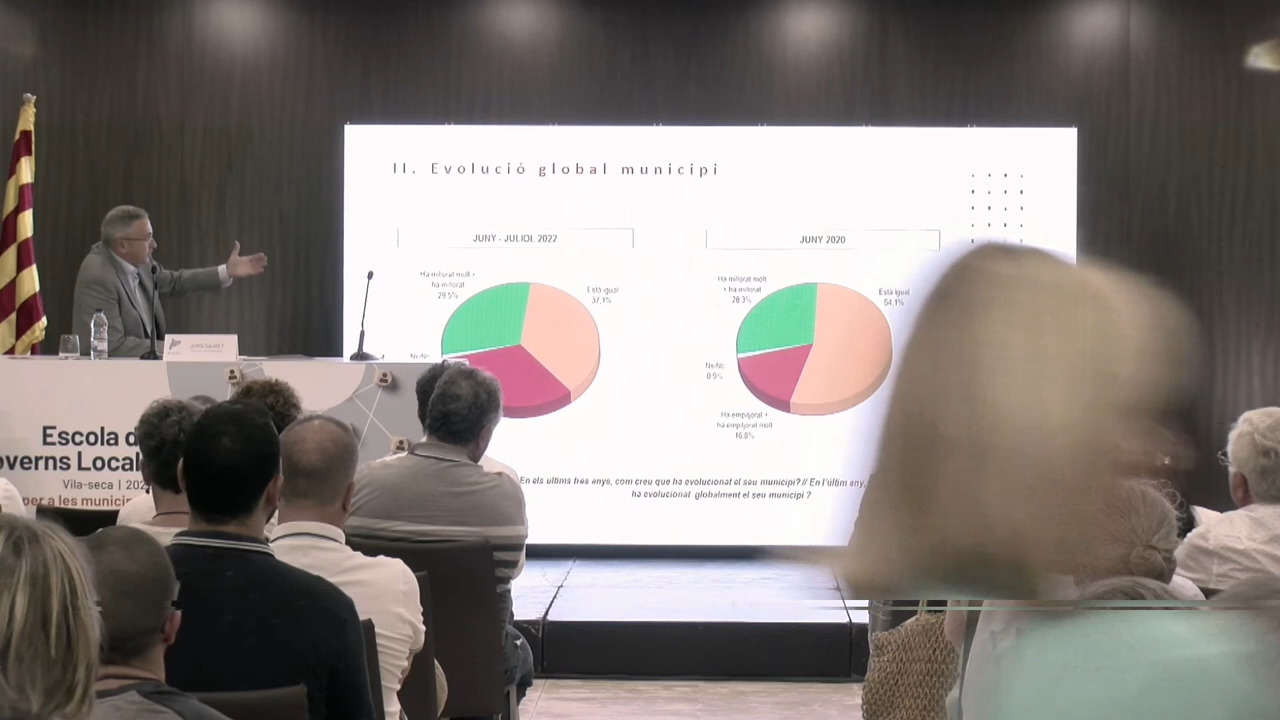 II. Evolució global municipi
JUNY - JULIOL 2022
JUNY 2020
Ha millorat molt +
ha millorat
29.5%
Està igual
37,1%
Ns/Nc
Ha millorat molt
+ ha millorat
28.3%
Està igual
54,1%
Ns/Nc
0.9%
Ha empitjorat +
ha empitjorat molt
16.8%
En els ultims tres anys, com creu que ha evolucionat el seu municipi? // En l'últim any,
ha evolucionat globalment el seu municipi ?
JORDI SAURET
Escola d
overns Local
Vila-seca | 202
per a les municip